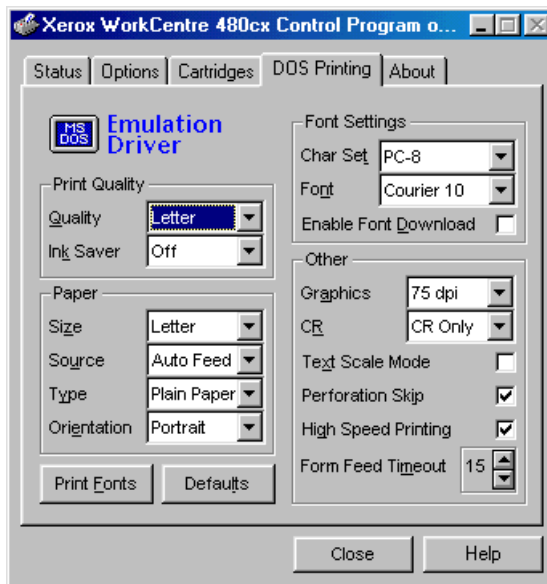 Xerox WorkCentre 480cx Control Program o...
Status Options Cartridges DOS Printing About
MS DOS Emulation Driver
Print Quality
Quality Letter
Ink Saver Off
Paper
Size Letter
Source Auto Feed
Type Plain Paper
Orientation Portrait
Print Fonts Defaults
Font Settings
Char Set PC-8
Font Courier 10
Enable Font Download
Other
Graphics 75 dpi
CR CR Only
Text Scale Mode
Perforation Skip
High Speed Printing
Form Feed Timeout 15
Close Help